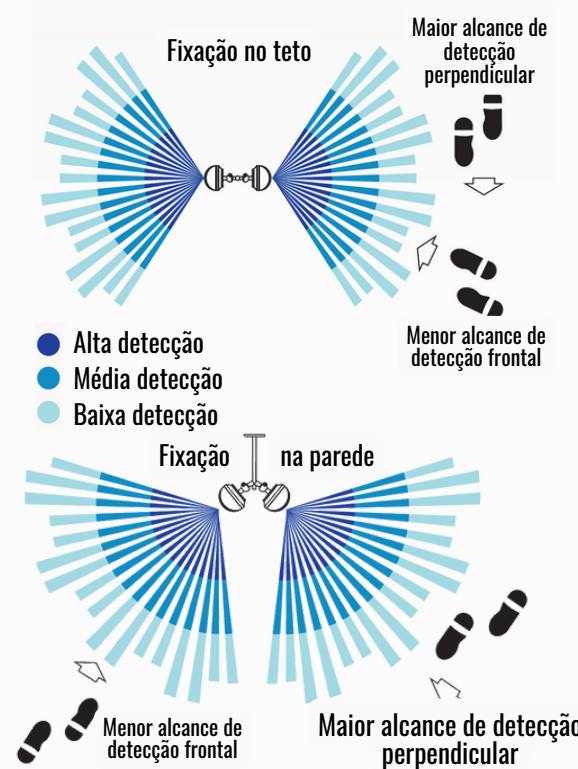 Fixação no teto
Maior alcance de
detecção
perpendicular
Menor alcance de
detecção frontal
Alta detecção
Média detecção
Baixa detecção
Fixação na parede
Menor alcance de
detecção frontal
Maior alcance de detecção
perpendicular